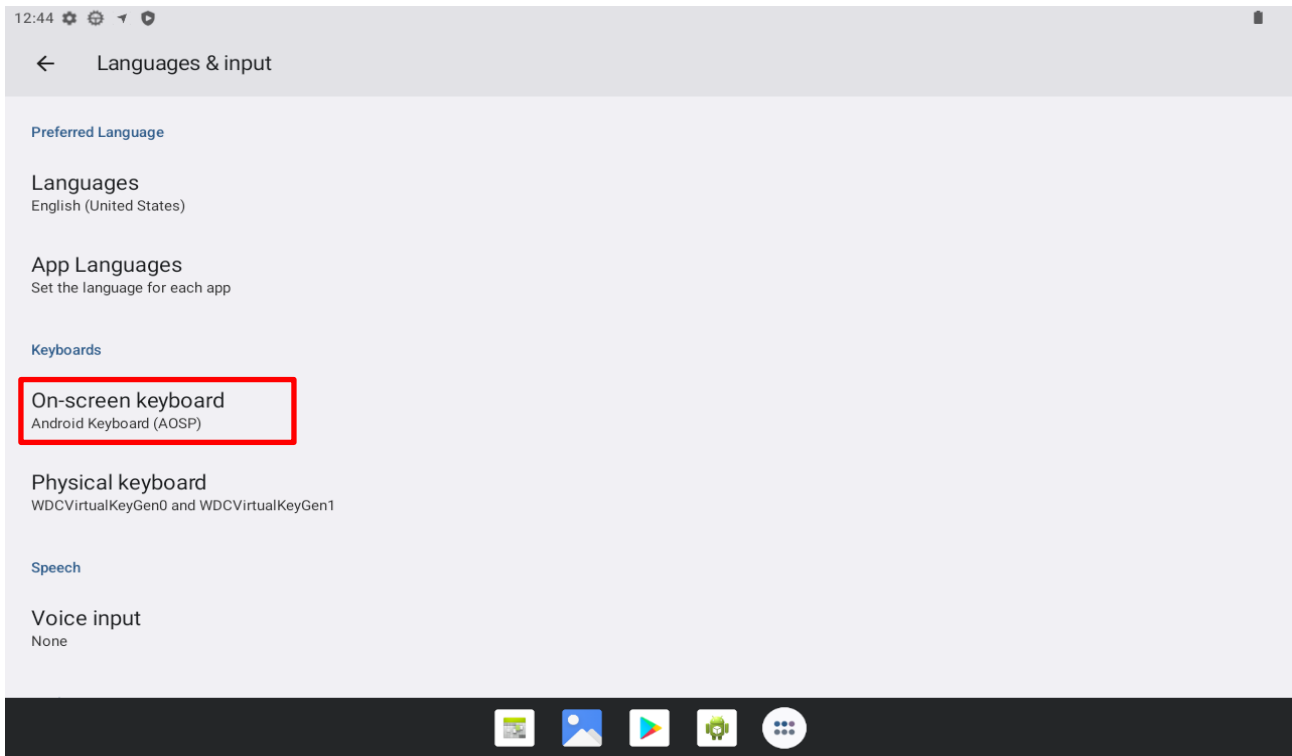 12:44
Languages & input
Preferred Language
Languages
English (United States)
App Languages
Set the language for each app
Keyboards
On-screen keyboard
Android Keyboard (AOSP)
Physical keyboard
WDCVirtualKeyGen0 and WDCVirtualKeyGen1
Speech
Voice input
None